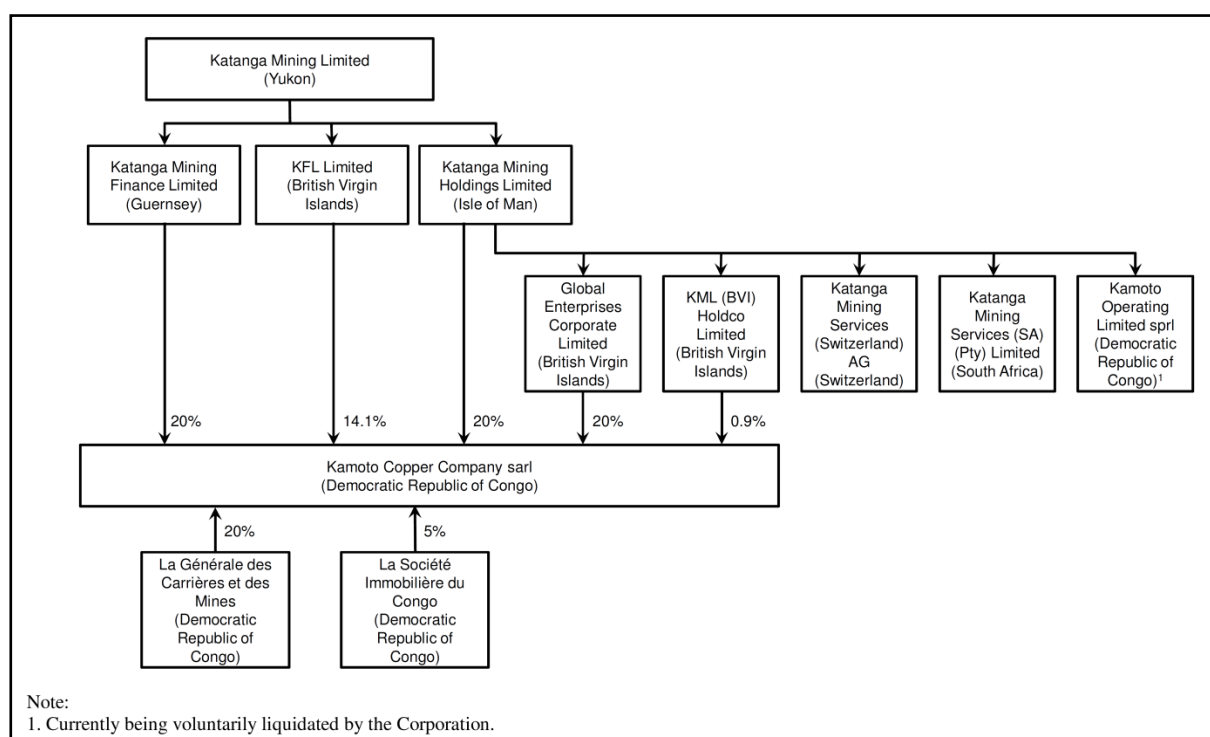 Katanga Mining Limited
(Yukon)
Katanga Mining
Finance Limited
(Guernsey)
KFL Limited
(British Virgin
Islands)
Katanga Mining
Holdings Limited
(Isle of Man)
Global
Enterprises
Corporate
Limited
(British Virgin
Islands)
KML (BVI)
Holdco
Limited
(British Virgin
Islands)
Katanga
Mining
Services
(Switzerland)
AG
(Switzerland)
Katanga
Mining
Services (SA)
(Pty) Limited
(South Africa)
Kamoto
Operating
Limited sprl
(Democratic
Republic of
Congo)¹
20%
14.1%
20%
20%
0.9%
Kamoto Copper Company sarl
(Democratic Republic of Congo)
20%
5%
La Générale des
Carrières et des
Mines
(Democratic
Republic of
Congo)
La Société
Immobilière du
Congo
(Democratic
Republic of
Congo)
Note:
1. Currently being voluntarily liquidated by the Corporation.